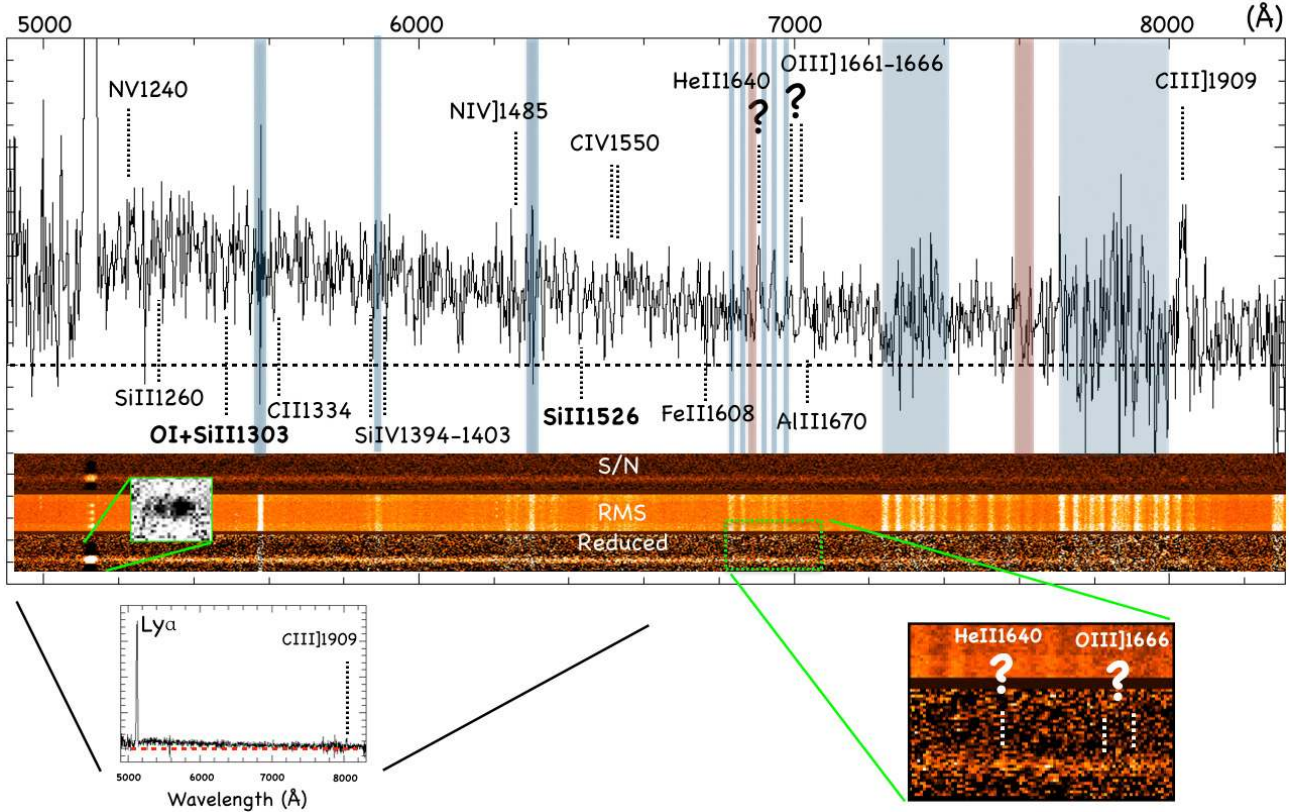 5000 6000 7000 8000 (Å)
HeII1640 OIII]1661-1666
NV1240 NIV]1485 CIV1550 ? ? CIII]1909
SiII1260 CII1334 SiII1526 FeII1608 AlII1670
OI+SiII1303 SiIV1394-1403
S/N
RMS
Reduced
Lyα
CIII]1909
5000 6000 7000 8000
Wavelength (Å)
HeII1640 OIII]1666
? ?